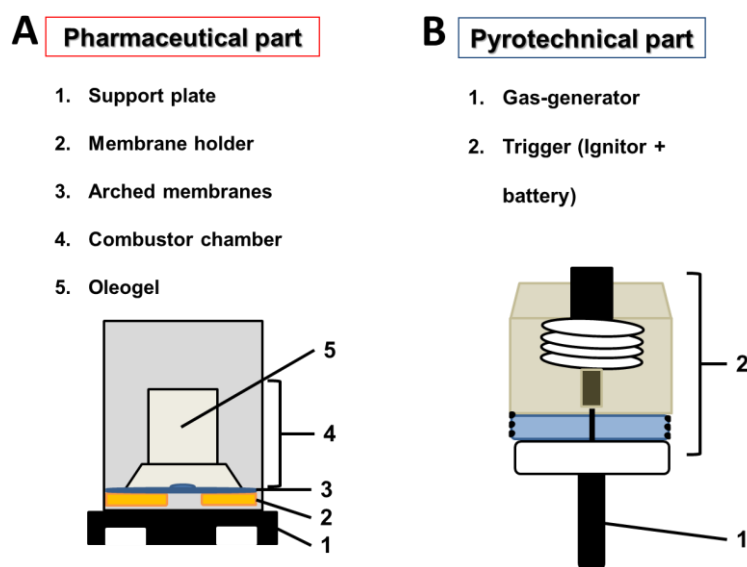 A Pharmaceutical part
1. Support plate
2. Membrane holder
3. Arched membranes
4. Combustor chamber
5. Oleogel
5
4
3
2
1
B Pyrotechnical part
1. Gas-generator
2. Trigger (Ignitor +
battery)
2
1